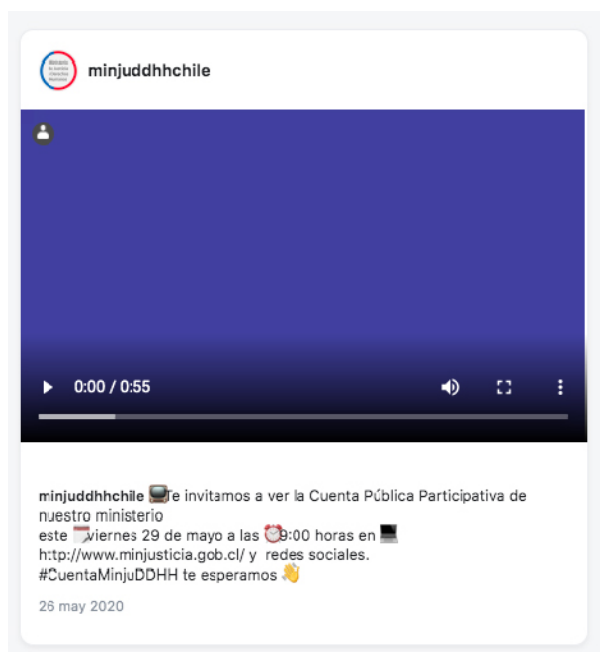 minjuddhhchile
0:00 / 0:55
minjuddhhchile 📺Te invitamos a ver la Cuenta Pública Participativa de
nuestro ministerio
este 🗓viernes 29 de mayo a las ⏰9:00 horas en 💻
http://www.minjusticia.gob.cl/ y redes sociales.
#CuentaMinjuDDHH te esperamos 👋
26 may 2020